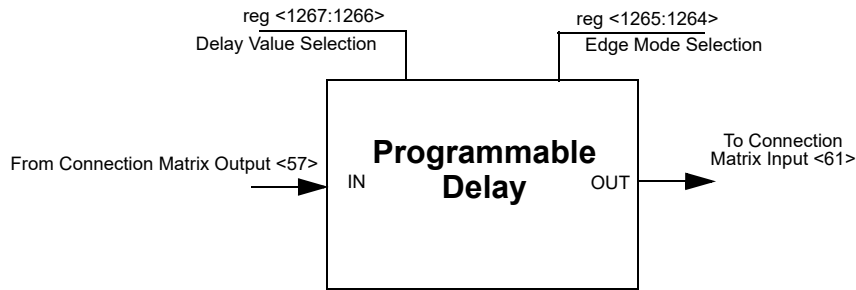 reg <1267:1266>
Delay Value Selection
reg <1265:1264>
Edge Mode Selection
From Connection Matrix Output <57>
IN
Programmable
Delay
OUT
To Connection
Matrix Input <61>